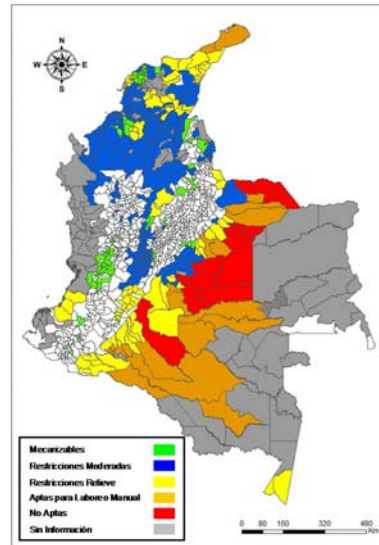 N
W E
S
Mecanizables
Restricciones Moderadas
Restricciones Relieve
Aptas para Laboreo Manual
No Aptas
Sin Información
0 80 160 320 480
Km